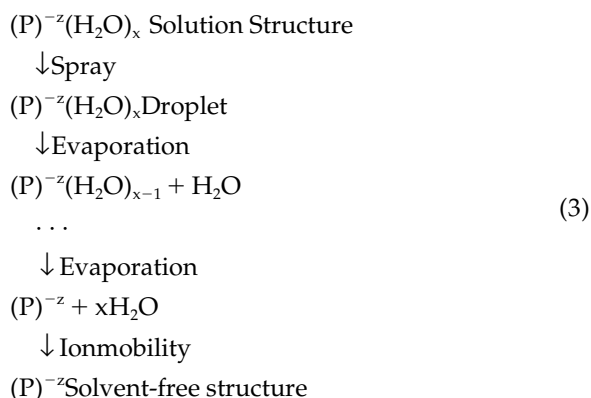 (P)⁻ᶻ(H₂O)ₓ Solution Structure
↓Spray
(P)⁻ᶻ(H₂O)ₓDroplet
↓Evaporation
(P)⁻ᶻ(H₂O)ₓ₋₁ + H₂O
(3)
· · ·
↓Evaporation
(P)⁻ᶻ + xH₂O
↓Ionmobility
(P)⁻ᶻSolvent-free structure